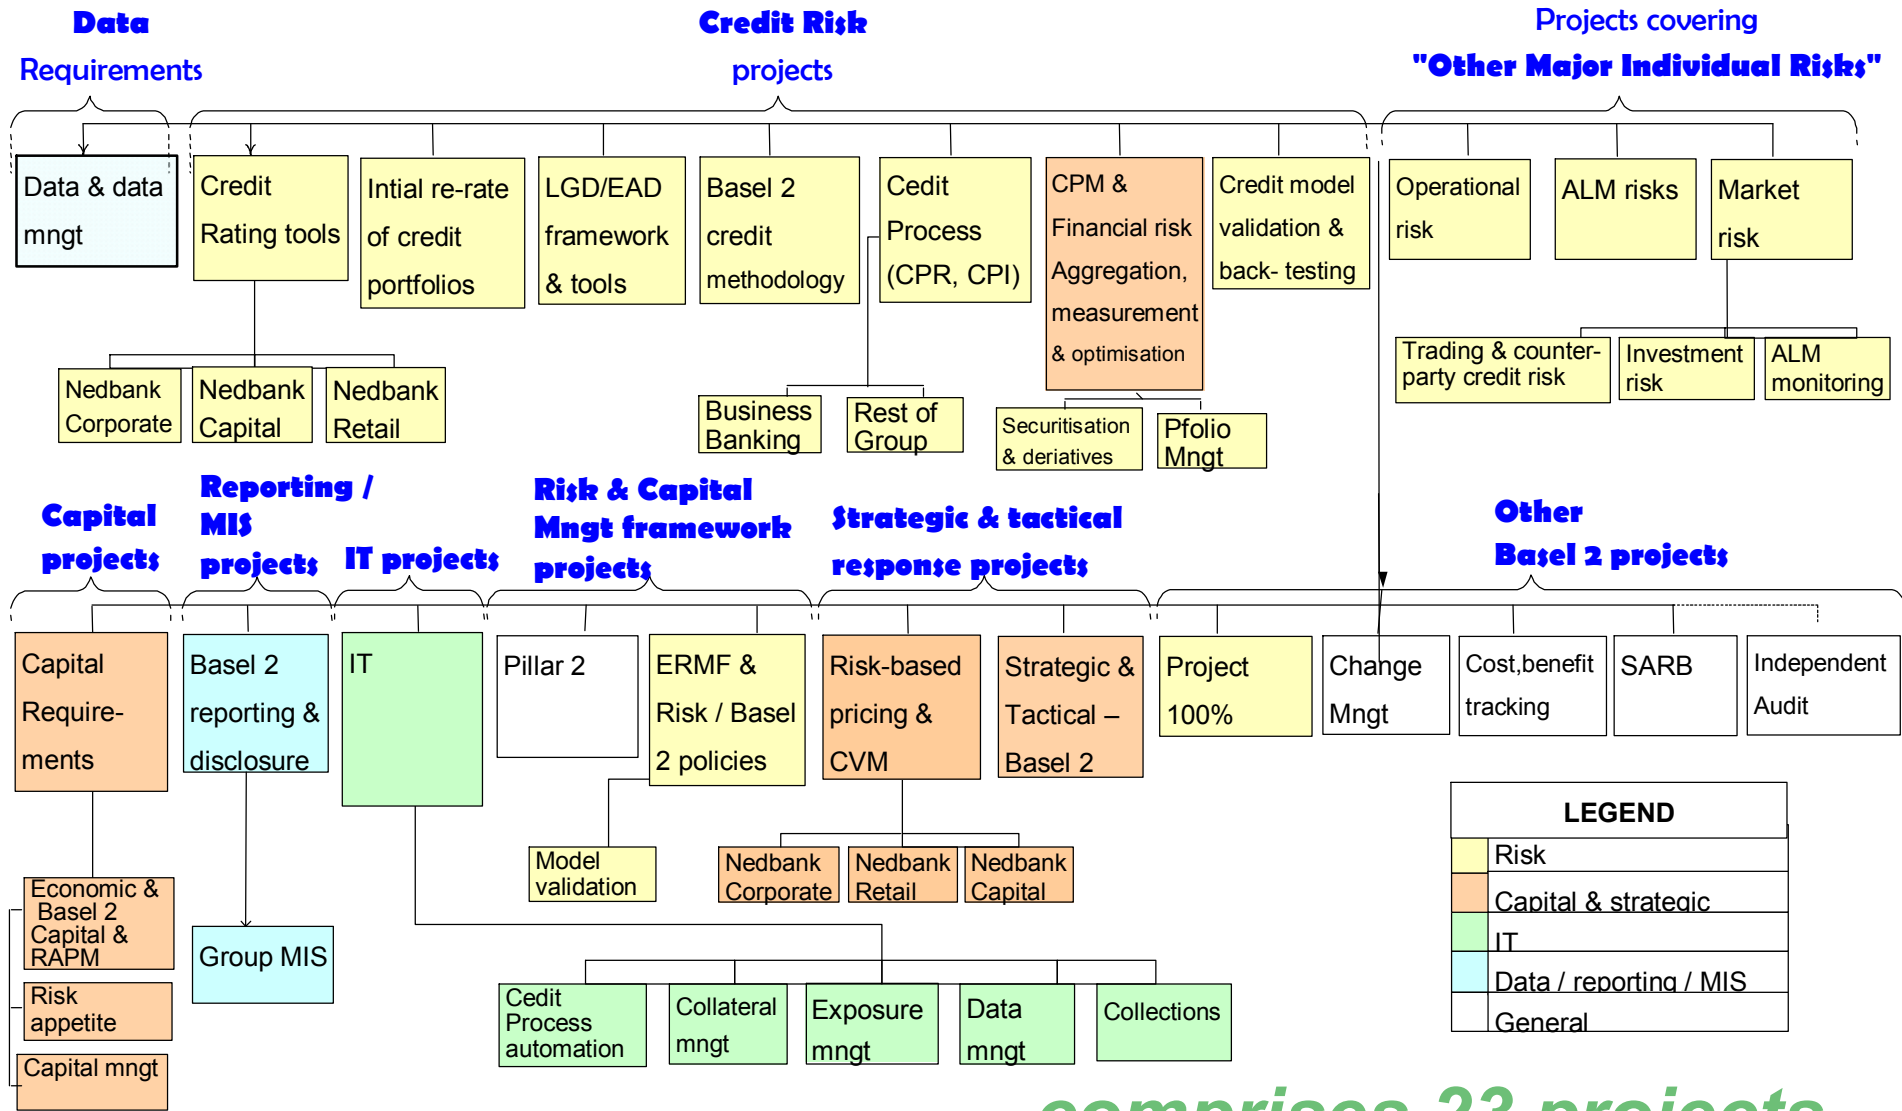 Data
Requirements
Credit Risk
projects
Projects covering
"Other Major Individual Risks"
Data & data
mngt
Credit
Rating tools
Intial re-rate
of credit
portfolios
LGD/EAD
framework
& tools
Basel 2
credit
methodology
Cedit
Process
(CPR, CPI)
CPM &
Financial risk
Aggregation,
measurement
& optimisation
Credit model
validation &
back- testing
Operational
risk
ALM risks
Market
risk
Nedbank
Corporate
Nedbank
Capital
Nedbank
Retail
Business
Banking
Rest of
Group
Securitisation
& deriatives
Pfolio
Mngt
Trading & counter-
party credit risk
Investment
risk
ALM
monitoring
Capital
projects
Reporting /
MIS
projects
IT projects
Risk & Capital
Mngt framework
projects
Strategic & tactical
response projects
Other
Basel 2 projects
Capital
Require-
ments
Basel 2
reporting &
disclosure
IT
Pillar 2
ERMF &
Risk / Basel
2 policies
Risk-based
pricing &
CVM
Strategic &
Tactical –
Basel 2
Project
100%
Change
Mngt
Cost,benefit
tracking
SARB
Independent
Audit
Economic &
Basel 2
Capital &
RAPM
Risk
appetite
Capital mngt
Group MIS
Model
validation
Nedbank
Corporate
Nedbank
Retail
Nedbank
Capital
Cedit
Process
automation
Collateral
mngt
Exposure
mngt
Data
mngt
Collections
LEGEND
Risk
Capital & strategic
IT
Data / reporting / MIS
General
comprises 23 projects